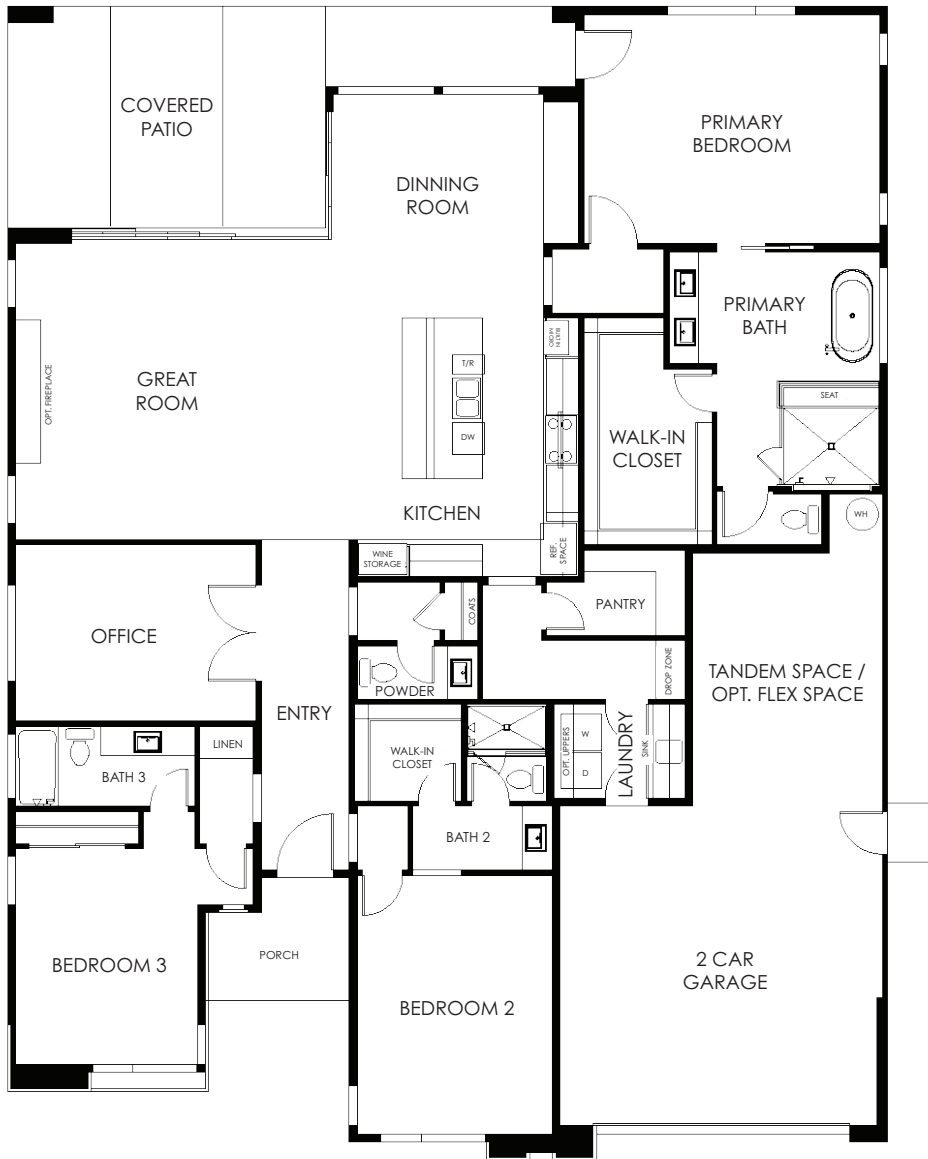 COVERED
PATIO
PRIMARY
BEDROOM
DINNING
ROOM
PRIMARY
BATH
GREAT
ROOM
OPT. FIREPLACE
T/R
DW
SEAT
WALK-IN
CLOSET
KITCHEN
WH
WINE
STORAGE
REF.
SPACE
OFFICE
COATS
PANTRY
POWDER
DROP ZONE
TANDEM SPACE /
OPT. FLEX SPACE
ENTRY
LINEN
WALK-IN
CLOSET
OPT. UPPERS
W
D
LAUNDRY
SINK
BATH 3
BATH 2
PORCH
BEDROOM 3
2 CAR
GARAGE
BEDROOM 2